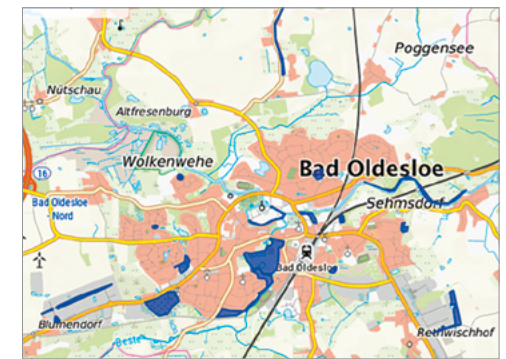 Poggensee
Nütschau
Altfresenburg
Wolkenwehe
Bad Oldesloe
16
Bad Oldesloe
Nord
Sehmsdorf
Bad Oldesloe
Blumendorf
Beste
Rethwischhof